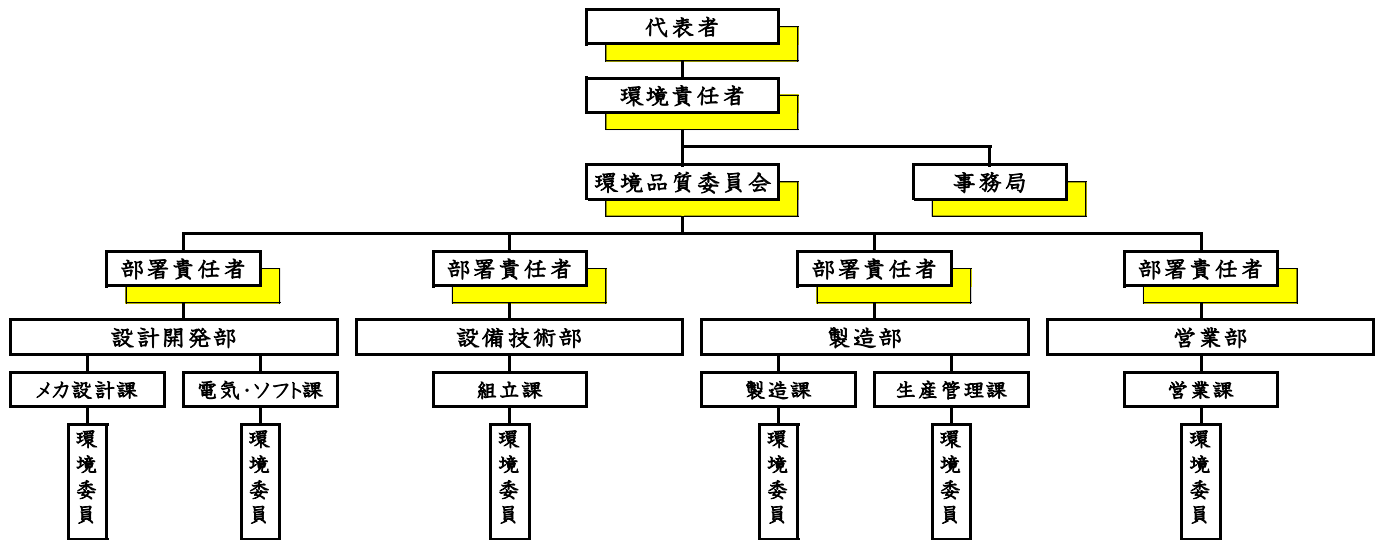 代表者
環境責任者
環境品質委員会
事務局
部署責任者
部署責任者
部署責任者
部署責任者
設計開発部
設備技術部
製造部
営業部
メカ設計課
電気・ソフト課
組立課
製造課
生産管理課
営業課
環境委員
環境委員
環境委員
環境委員
環境委員
環境委員